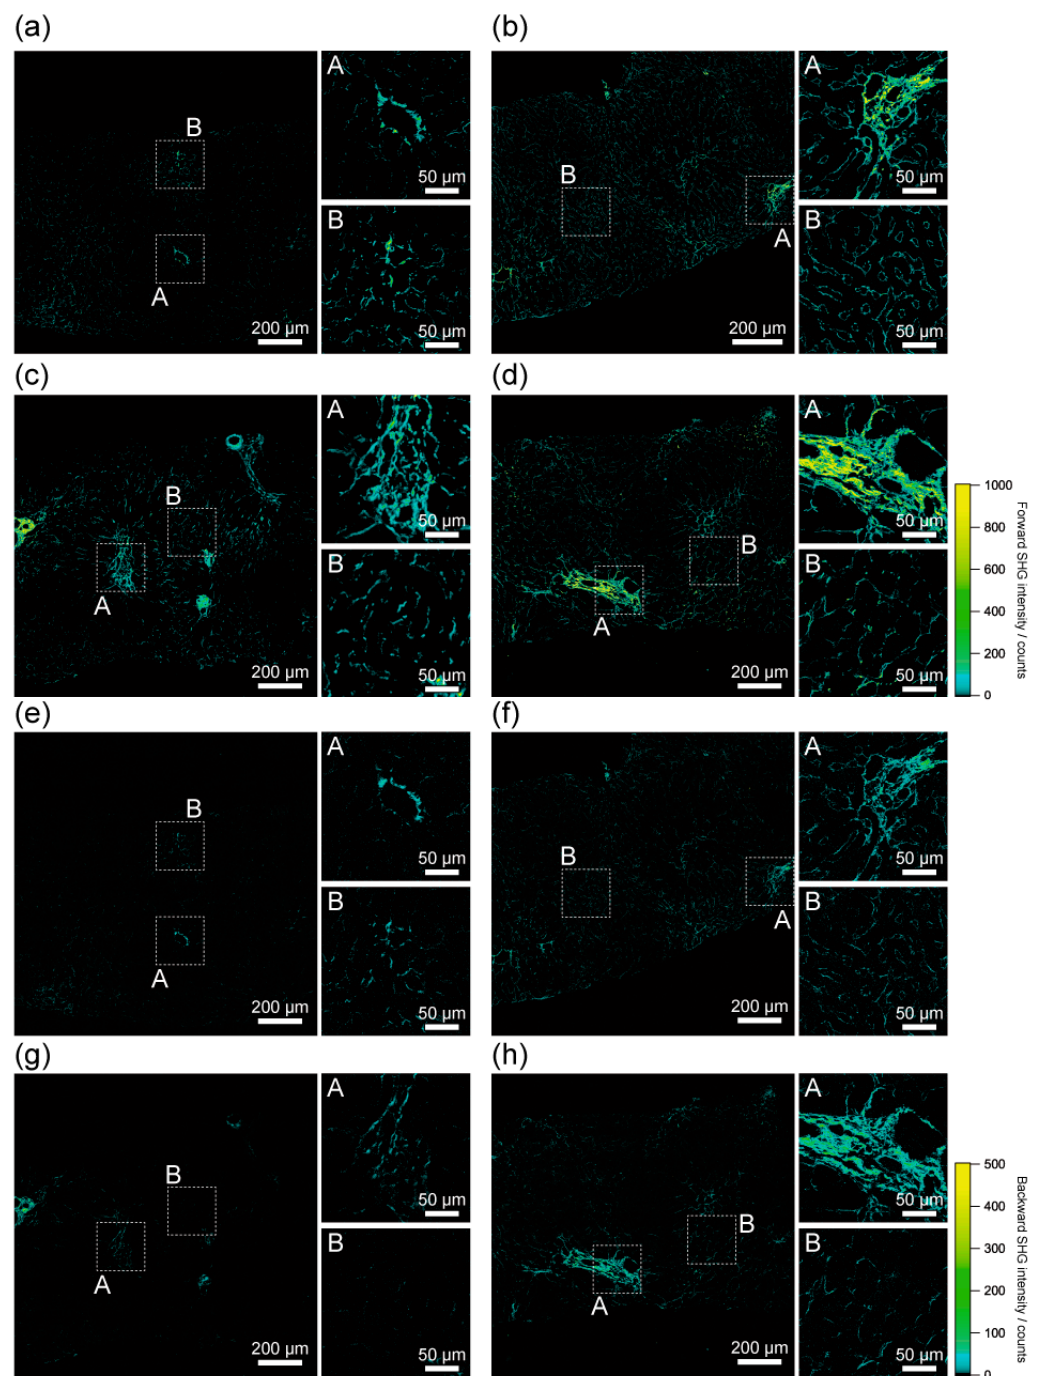 (a)
B
A
200 μm
A
50 μm
B
50 μm
(b)
B
A
200 μm
A
50 μm
B
50 μm
(c)
B
A
200 μm
A
50 μm
B
50 μm
(d)
B
A
200 μm
A
50 μm
B
50 μm
1000
800
600
400
200
0
Forward SHG intensity / counts
(e)
B
A
200 μm
A
50 μm
B
50 μm
(f)
B
A
200 μm
A
50 μm
B
50 μm
(g)
B
A
200 μm
A
50 μm
B
50 μm
(h)
B
A
200 μm
A
50 μm
B
50 μm
500
400
300
200
100
0
Backward SHG intensity / counts